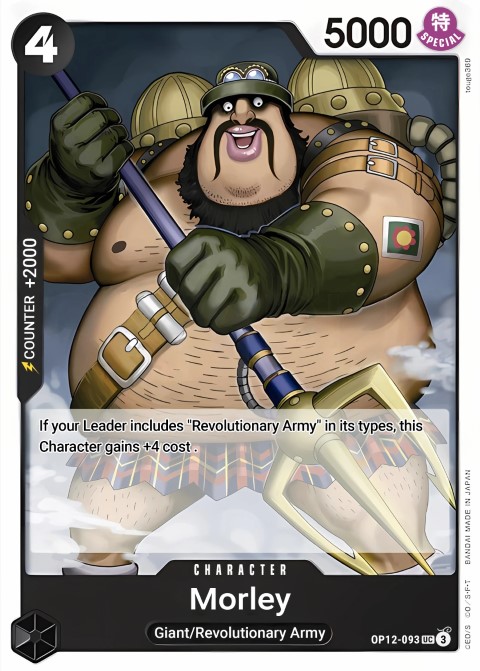 4
5000
特
SPECIAL
touge369
COUNTER +2000
If your Leader includes "Revolutionary Army" in its types, this
Character gains +4 cost .
CHARACTER
Morley
Giant/Revolutionary Army
OP12-093 UC 3
©E.O/S. ©O/S・F・T BANDAI MADE IN JAPAN